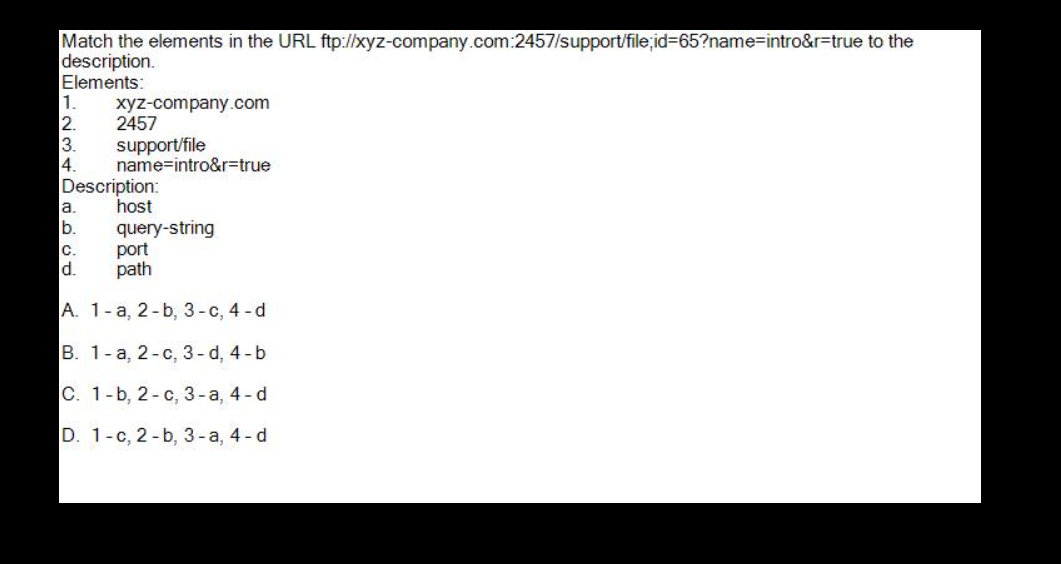 Match the elements in the URL ftp://xyz-company.com:2457/support/file;id=65?name=intro&r=true to the
description.
Elements:
1. xyz-company.com
2. 2457
3. support/file
4. name=intro&r=true
Description:
a. host
b. query-string
c. port
d. path
A. 1 - a, 2 - b, 3 - c, 4 - d
B. 1 - a, 2 - c, 3 - d, 4 - b
C. 1 - b, 2 - c, 3 - a, 4 - d
D. 1 - c, 2 - b, 3 - a, 4 - d